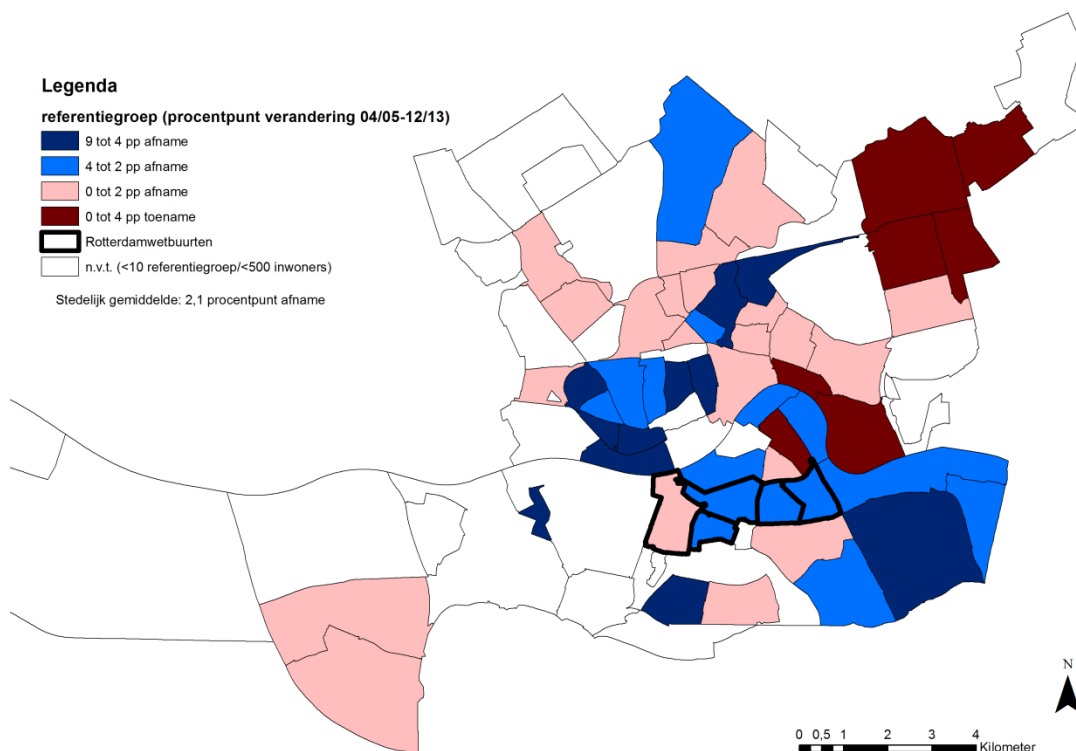 Legenda
referentiegroep (procentpunt verandering 04/05-12/13)
9 tot 4 pp afname
4 tot 2 pp afname
0 tot 2 pp afname
0 tot 4 pp toename
Rotterdamwetbuurten
n.v.t. (<10 referentiegroep/<500 inwoners)
Stedelijk gemiddelde: 2,1 procentpunt afname
N
0 0,5 1 2 3 4
Kilometer